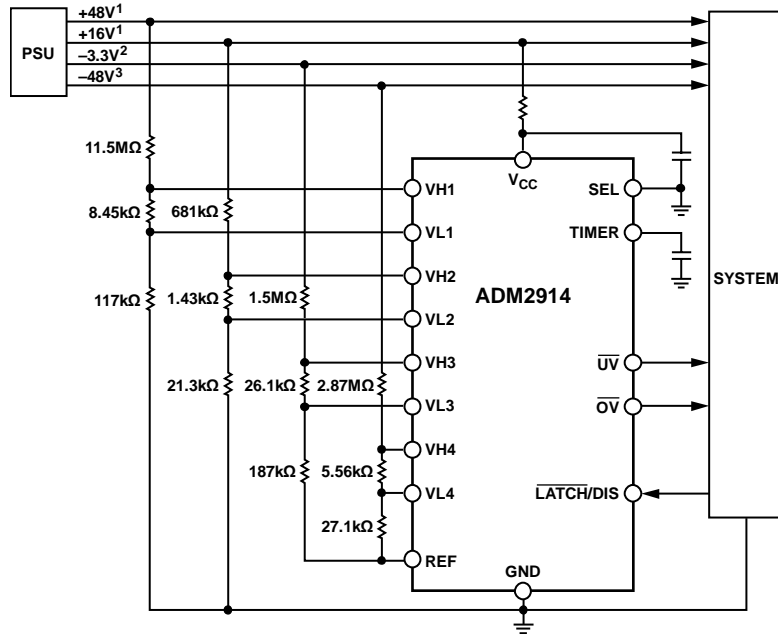 PSU
+48V¹
+16V¹
–3.3V²
–48V³
11.5MΩ
8.45kΩ
117kΩ
681kΩ
1.43kΩ
21.3kΩ
1.5MΩ
26.1kΩ
187kΩ
2.87MΩ
5.56kΩ
27.1kΩ
VH1
VL1
VH2
VL2
VH3
VL3
VH4
VL4
REF
VCC
ADM2914
GND
SEL
TIMER
UV
OV
LATCH/DIS
SYSTEM